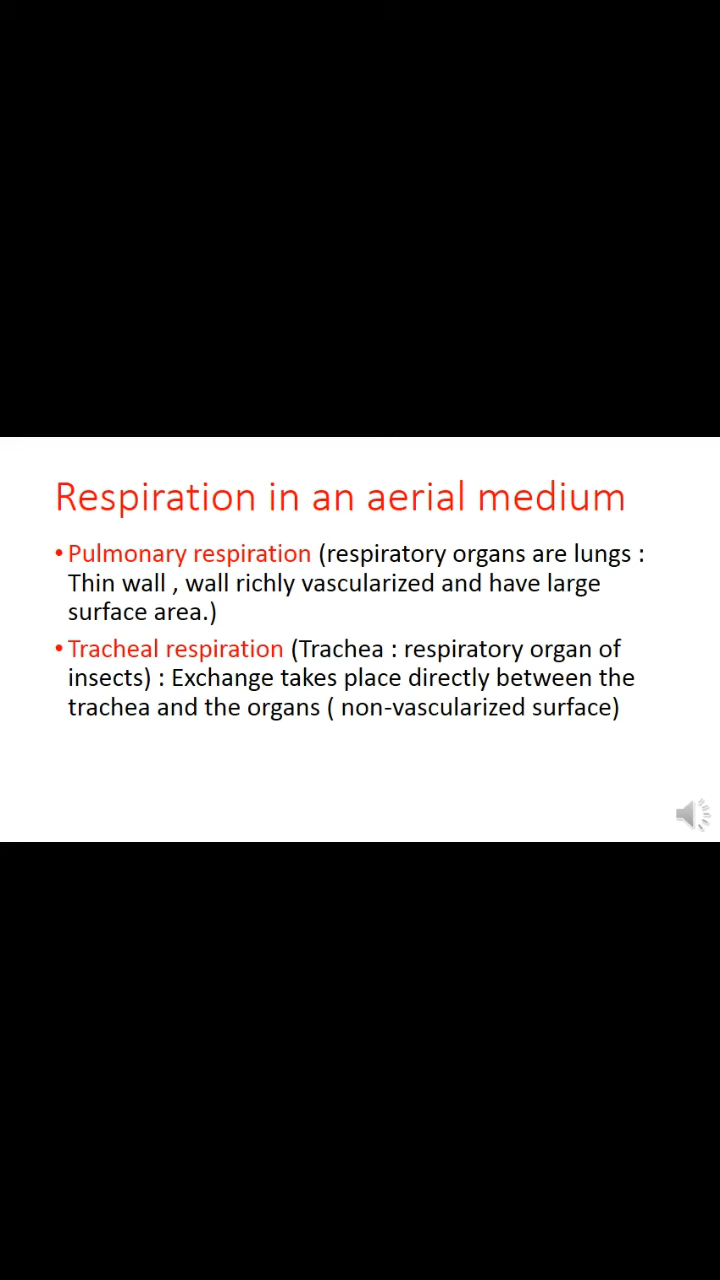 Respiration in an aerial medium
• Pulmonary respiration (respiratory organs are lungs :
Thin wall , wall richly vascularized and have large
surface area.)
• Tracheal respiration (Trachea : respiratory organ of
insects) : Exchange takes place directly between the
trachea and the organs ( non-vascularized surface)